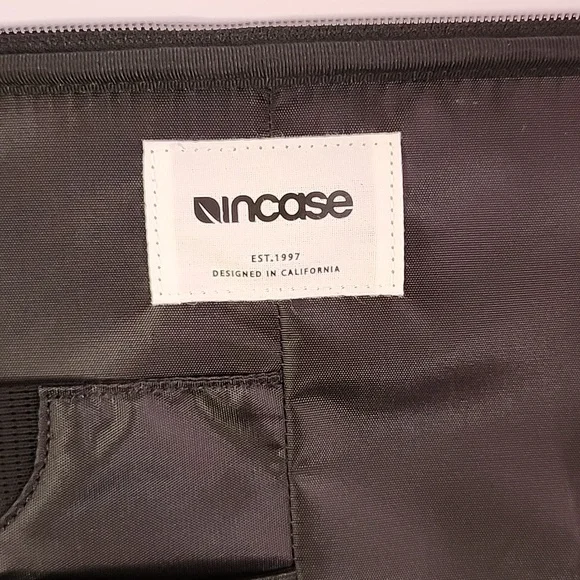 incase
EST.1997
DESIGNED IN CALIFORNIA